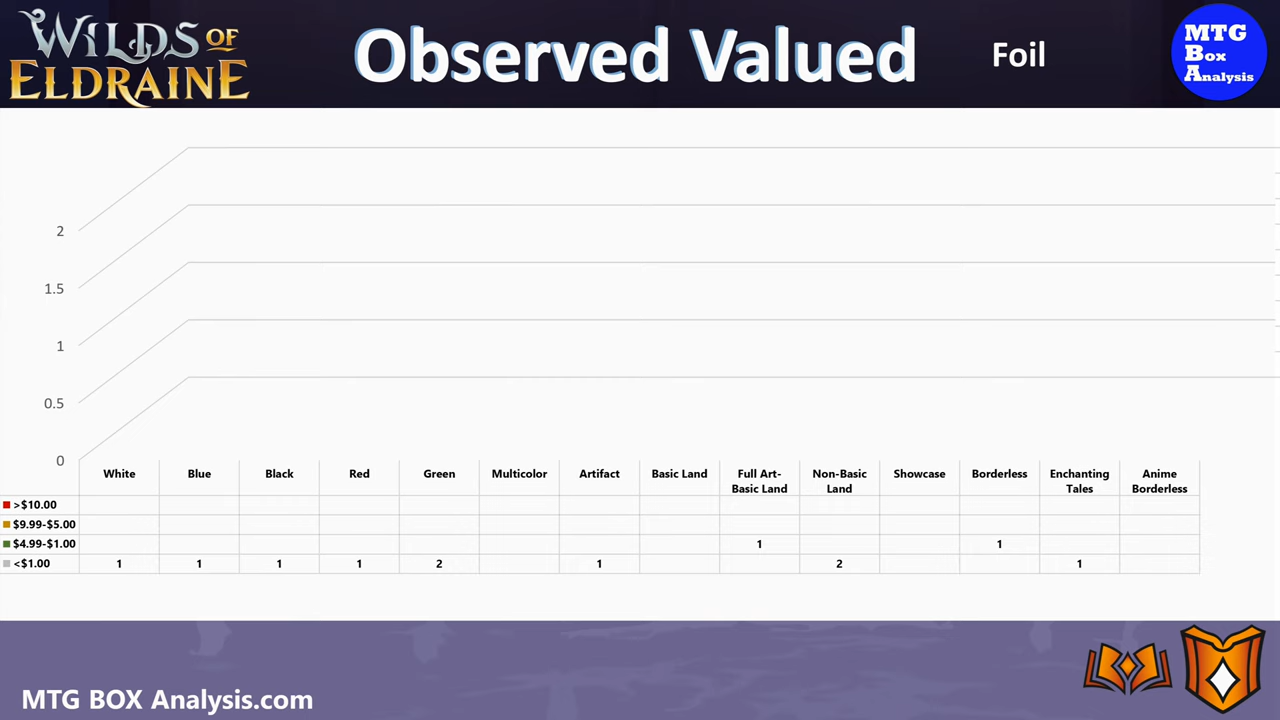 WILDS OF
ELDRAINE
Observed Valued
Foil
MTG
Box
Analysis
2
1.5
1
0.5
0
White Blue Black Red Green Multicolor Artifact Basic Land Full Art- Non-Basic Showcase Borderless Enchanting Anime
Basic Land Land Tales Borderless
>$10.00
$9.99-$5.00
$4.99-$1.00 1 1
<$1.00 1 1 1 1 2 1 2 1
MTG BOX Analysis.com